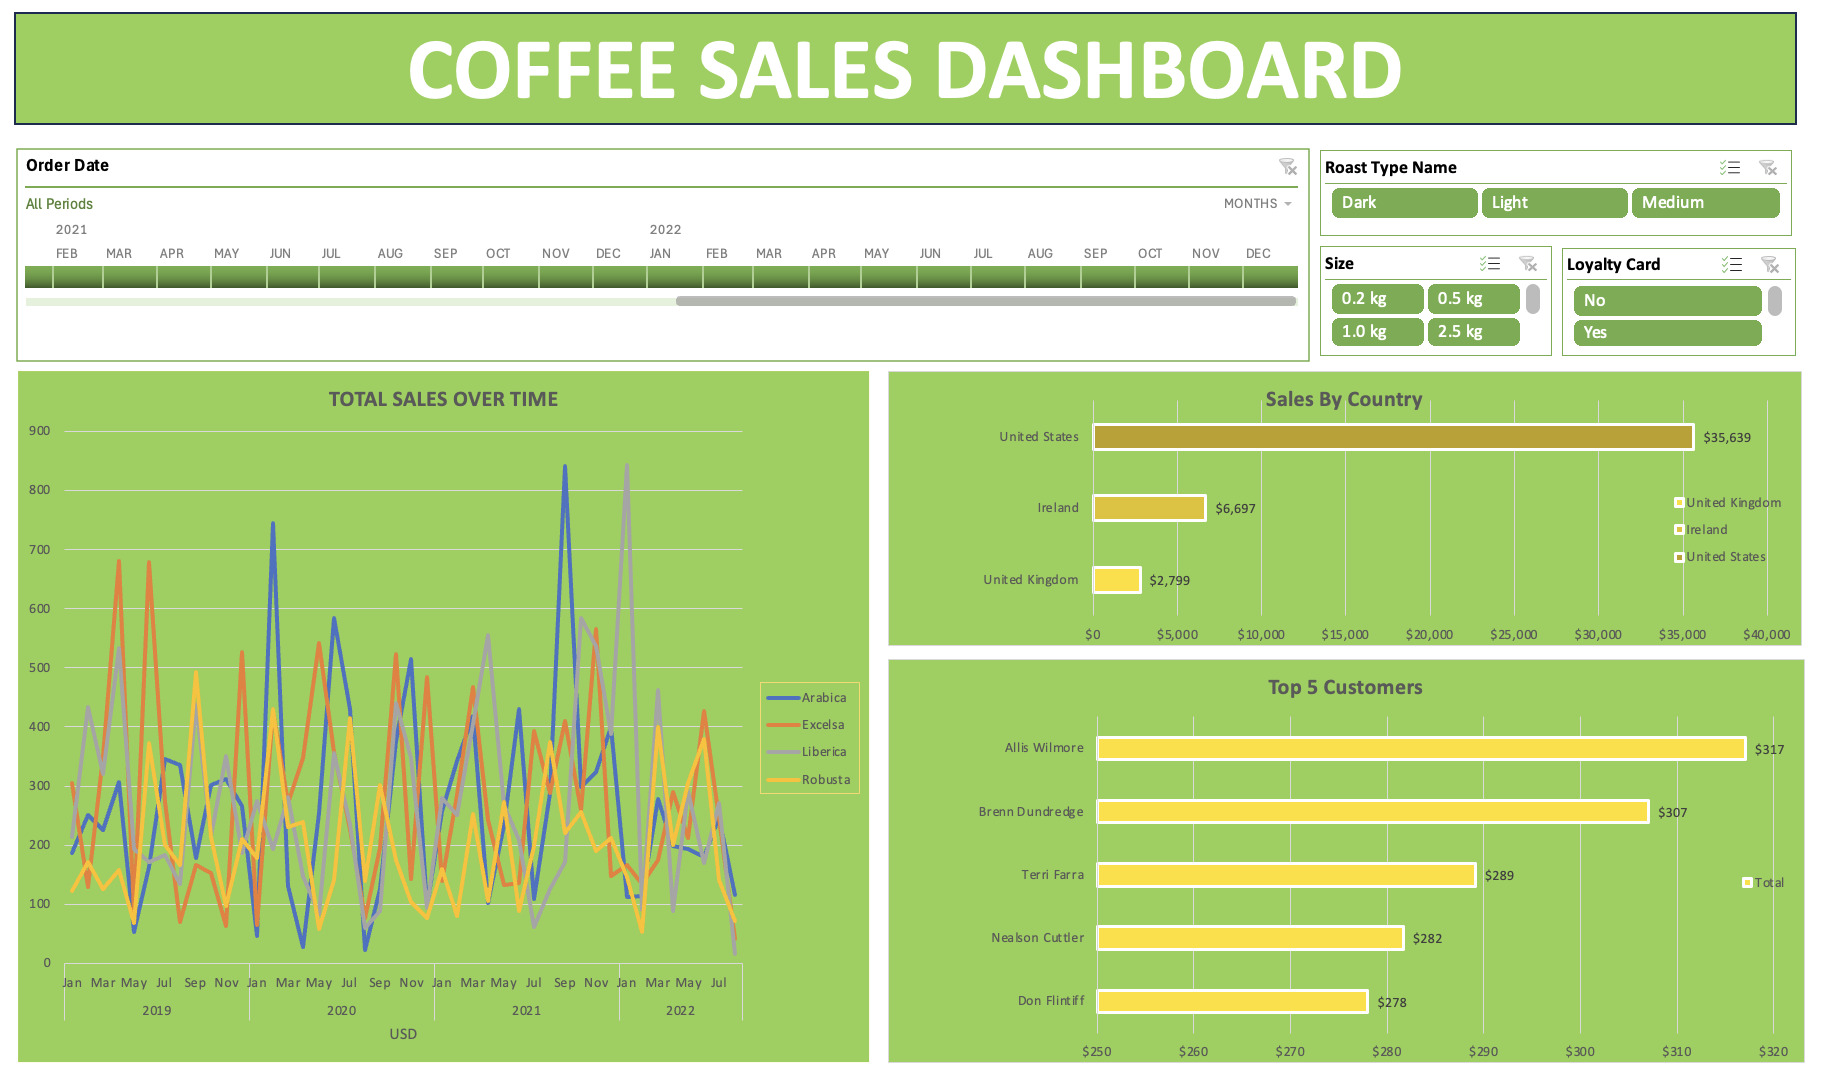 COFFEE SALES DASHBOARD
Order Date
All Periods
MONTHS
2021 2022
FEB MAR APR MAY JUN JUL AUG SEP OCT NOV DEC JAN FEB MAR APR MAY JUN JUL AUG SEP OCT NOV DEC
Roast Type Name
Dark Light Medium
Size
0.2 kg 0.5 kg
1.0 kg 2.5 kg
Loyalty Card
No
Yes
TOTAL SALES OVER TIME
900
800
700
600
500
400
300
200
100
0
Jan Mar May Jul Sep Nov Jan Mar May Jul Sep Nov Jan Mar May Jul Sep Nov Jan Mar May Jul
2019 2020 2021 2022
USD
Arabica
Excelsa
Liberica
Robusta
Sales By Country
United States $35,639
Ireland $6,697
United Kingdom $2,799
$0 $5,000 $10,000 $15,000 $20,000 $25,000 $30,000 $35,000 $40,000
United Kingdom
Ireland
United States
Top 5 Customers
Allis Wilmore $317
Brenn Dundredge $307
Terri Farra $289
Nealson Cuttler $282
Don Flintiff $278
$250 $260 $270 $280 $290 $300 $310 $320
Total